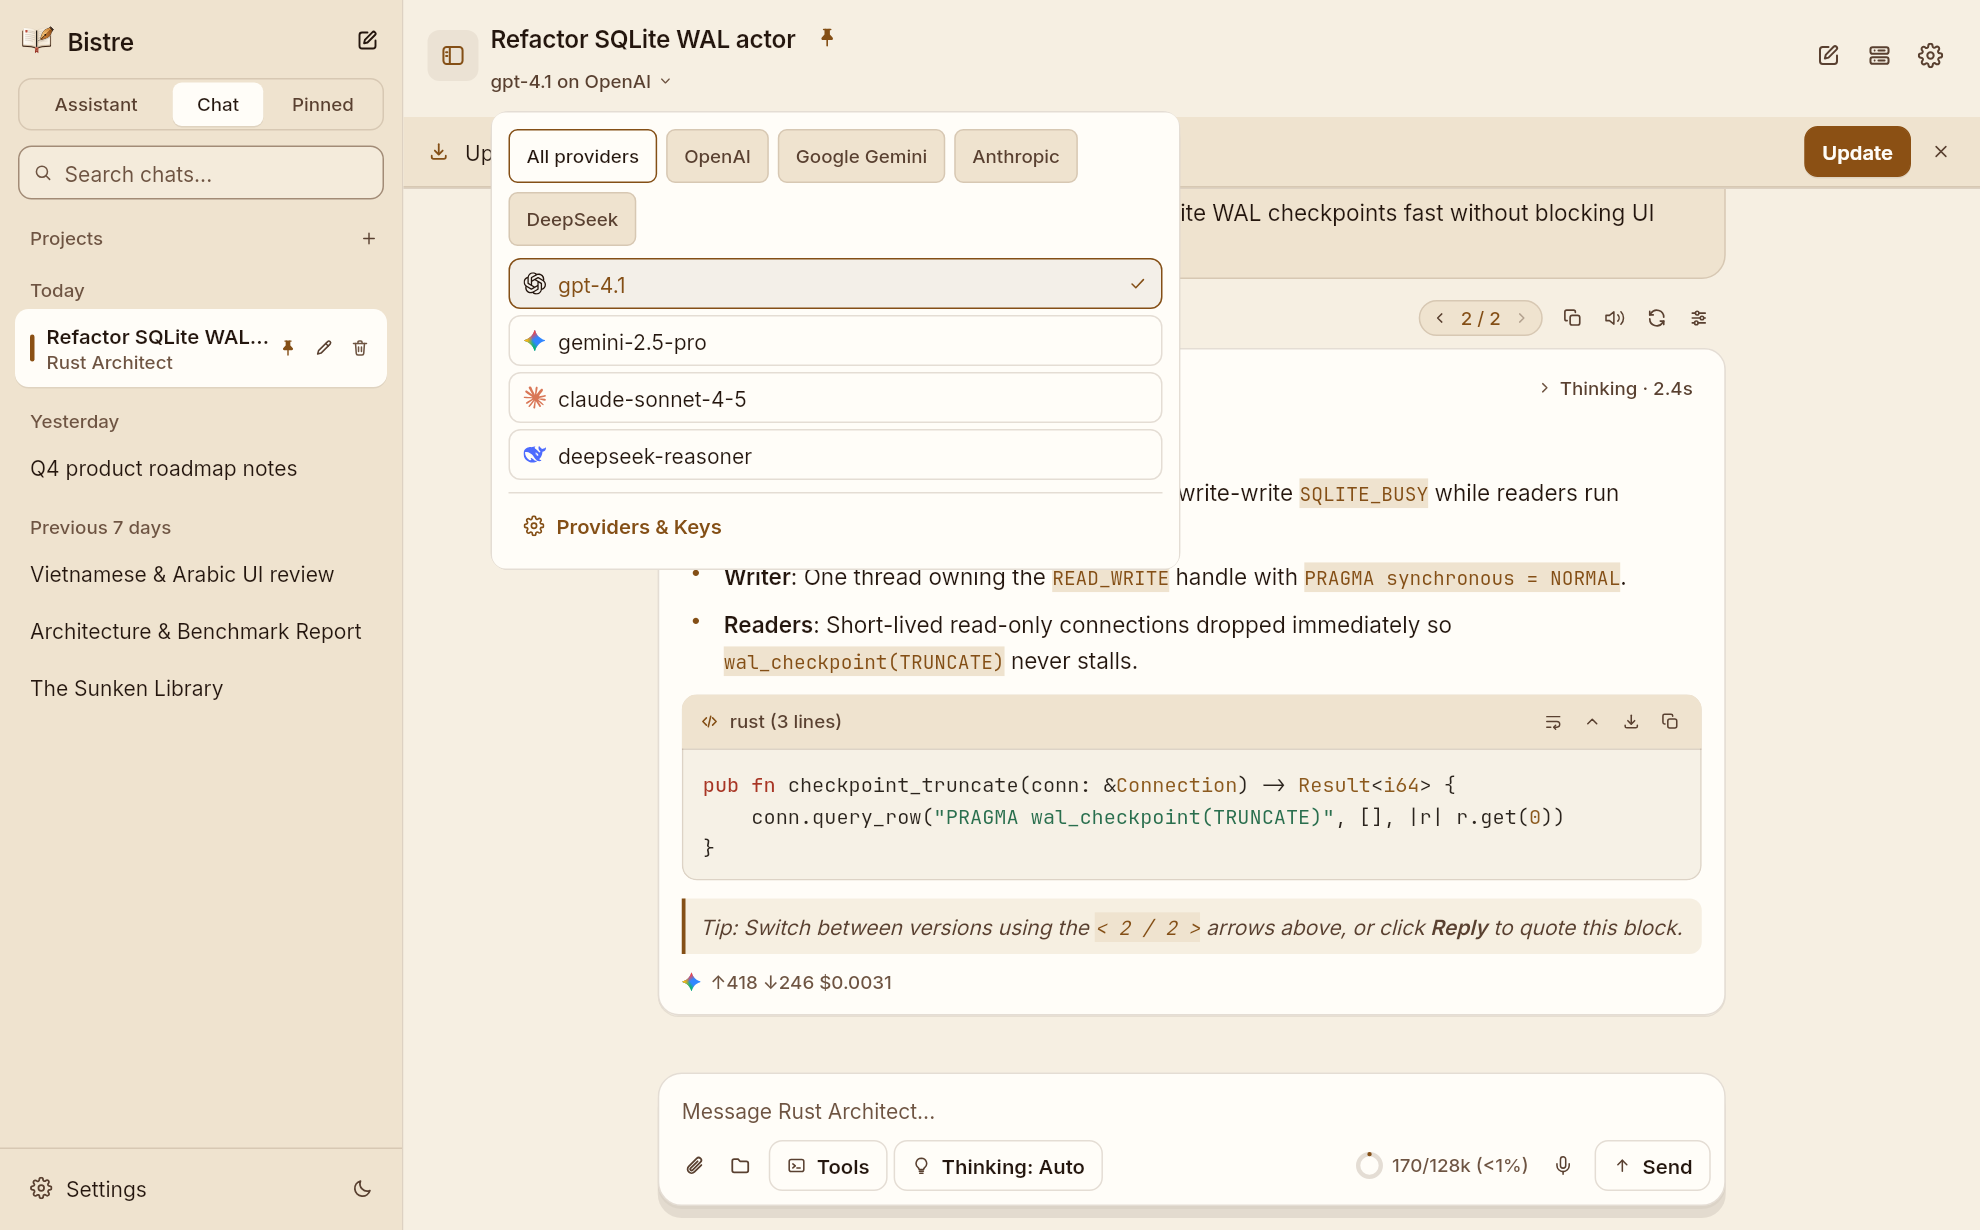 Bistre
Assistant
Chat
Pinned
Search chats...
Projects
Today
Refactor SQLite WAL...
Rust Architect
Yesterday
Q4 product roadmap notes
Previous 7 days
Vietnamese & Arabic UI review
Architecture & Benchmark Report
The Sunken Library
Settings
Refactor SQLite WAL actor
gpt-4.1 on OpenAI
Up
Update
All providers
OpenAI
Google Gemini
Anthropic
DeepSeek
gpt-4.1
gemini-2.5-pro
claude-sonnet-4-5
deepseek-reasoner
Providers & Keys
WAL checkpoints fast without blocking UI
2 / 2
Thinking · 2.4s
write-write SQLITE_BUSY while readers run
• Writer: One thread owning the READ_WRITE handle with PRAGMA synchronous = NORMAL.
• Readers: Short-lived read-only connections dropped immediately so
wal_checkpoint(TRUNCATE) never stalls.
rust (3 lines)
pub fn checkpoint_truncate(conn: &Connection) -> Result<i64> {
    conn.query_row("PRAGMA wal_checkpoint(TRUNCATE)", [], |r| r.get(0))
}
Tip: Switch between versions using the < 2 / 2 > arrows above, or click Reply to quote this block.
↑418 ↓246 $0.0031
Message Rust Architect...
Tools
Thinking: Auto
170/128k (<1%)
Send